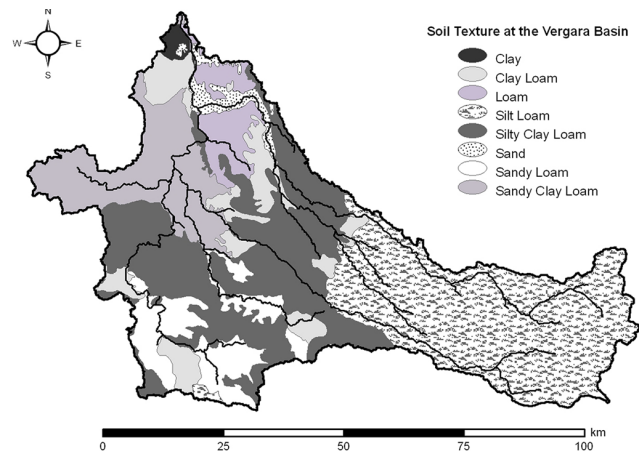 N
W E
S
Soil Texture at the Vergara Basin
Clay
Clay Loam
Loam
Silt Loam
Silty Clay Loam
Sand
Sandy Loam
Sandy Clay Loam
km
0 25 50 75 100